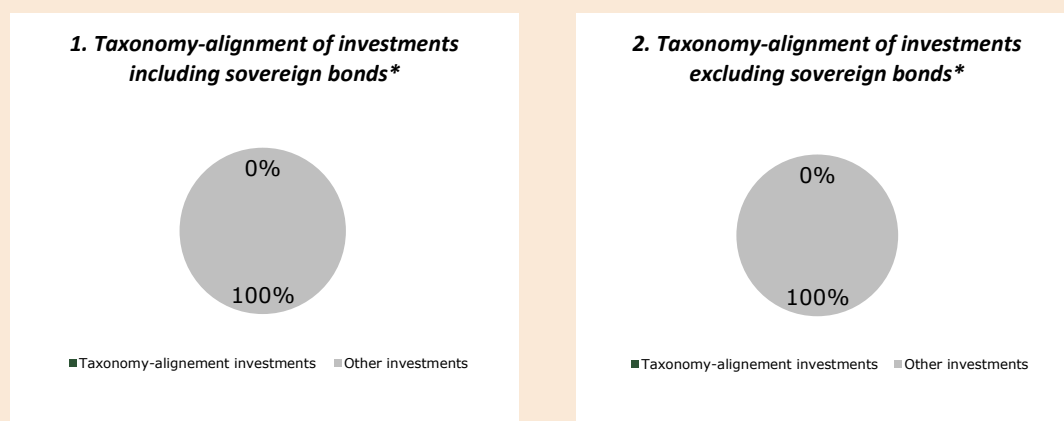 1. Taxonomy-alignment of investments
including sovereign bonds*
0%
100%
Taxonomy-alignement investments Other investments
2. Taxonomy-alignment of investments
excluding sovereign bonds*
0%
100%
Taxonomy-alignement investments Other investments